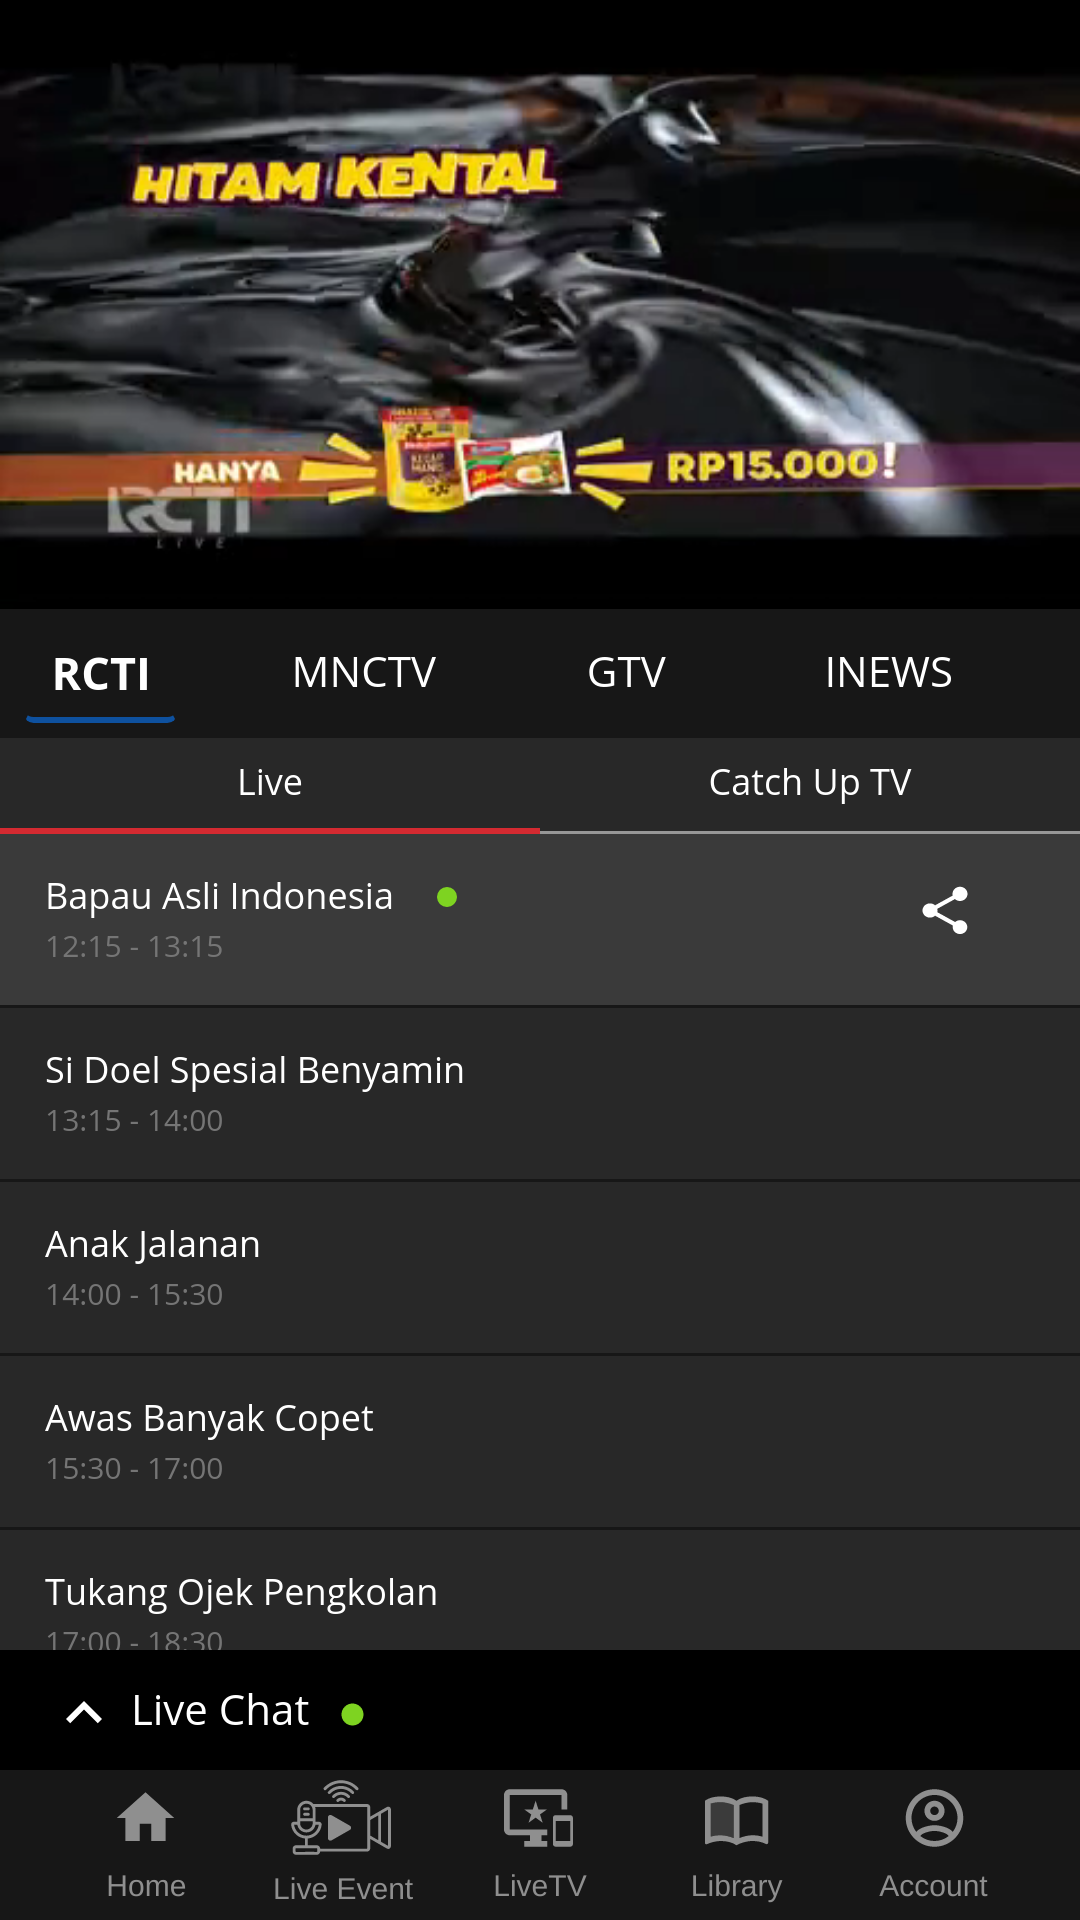 RCTI
HITAM KENTAL
HANYA
KECAP MANIS
RP15.000!
RCTI
LIVE
RCTI
MNCTV
GTV
INEWS
Live
Catch Up TV
Bapau Asli Indonesia
12:15 - 13:15
Si Doel Spesial Benyamin
13:15 - 14:00
Anak Jalanan
14:00 - 15:30
Awas Banyak Copet
15:30 - 17:00
Tukang Ojek Pengkolan
17:00 - 18:30
Live Chat
Home
Live Event
LiveTV
Library
Account